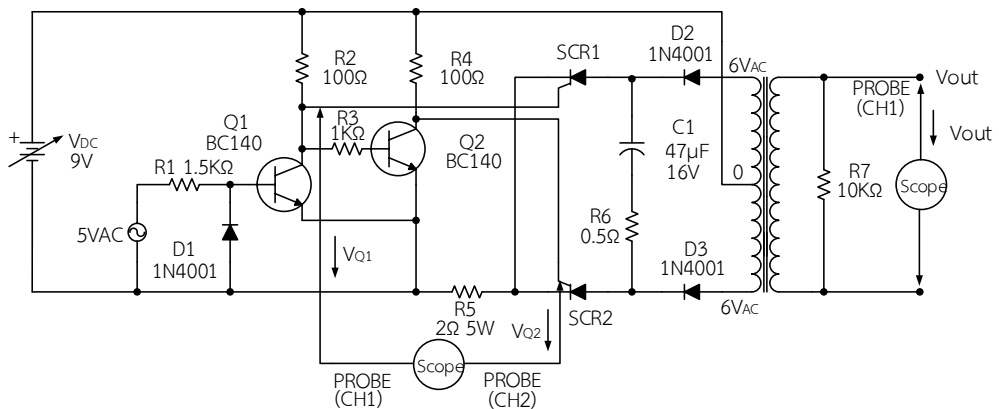 +
VDC
9V
R1 1.5KΩ
5VAC
D1
1N4001
Q1
BC140
R2
100Ω
R3
1KΩ
R4
100Ω
Q2
BC140
VQ1
R5
2Ω 5W
VQ2
PROBE
(CH1)
Scope
PROBE
(CH2)
SCR1
SCR2
C1
47µF
16V
R6
0.5Ω
D2
1N4001
D3
1N4001
6VAC
0
6VAC
R7
10KΩ
PROBE
(CH1)
Vout
Vout
Scope